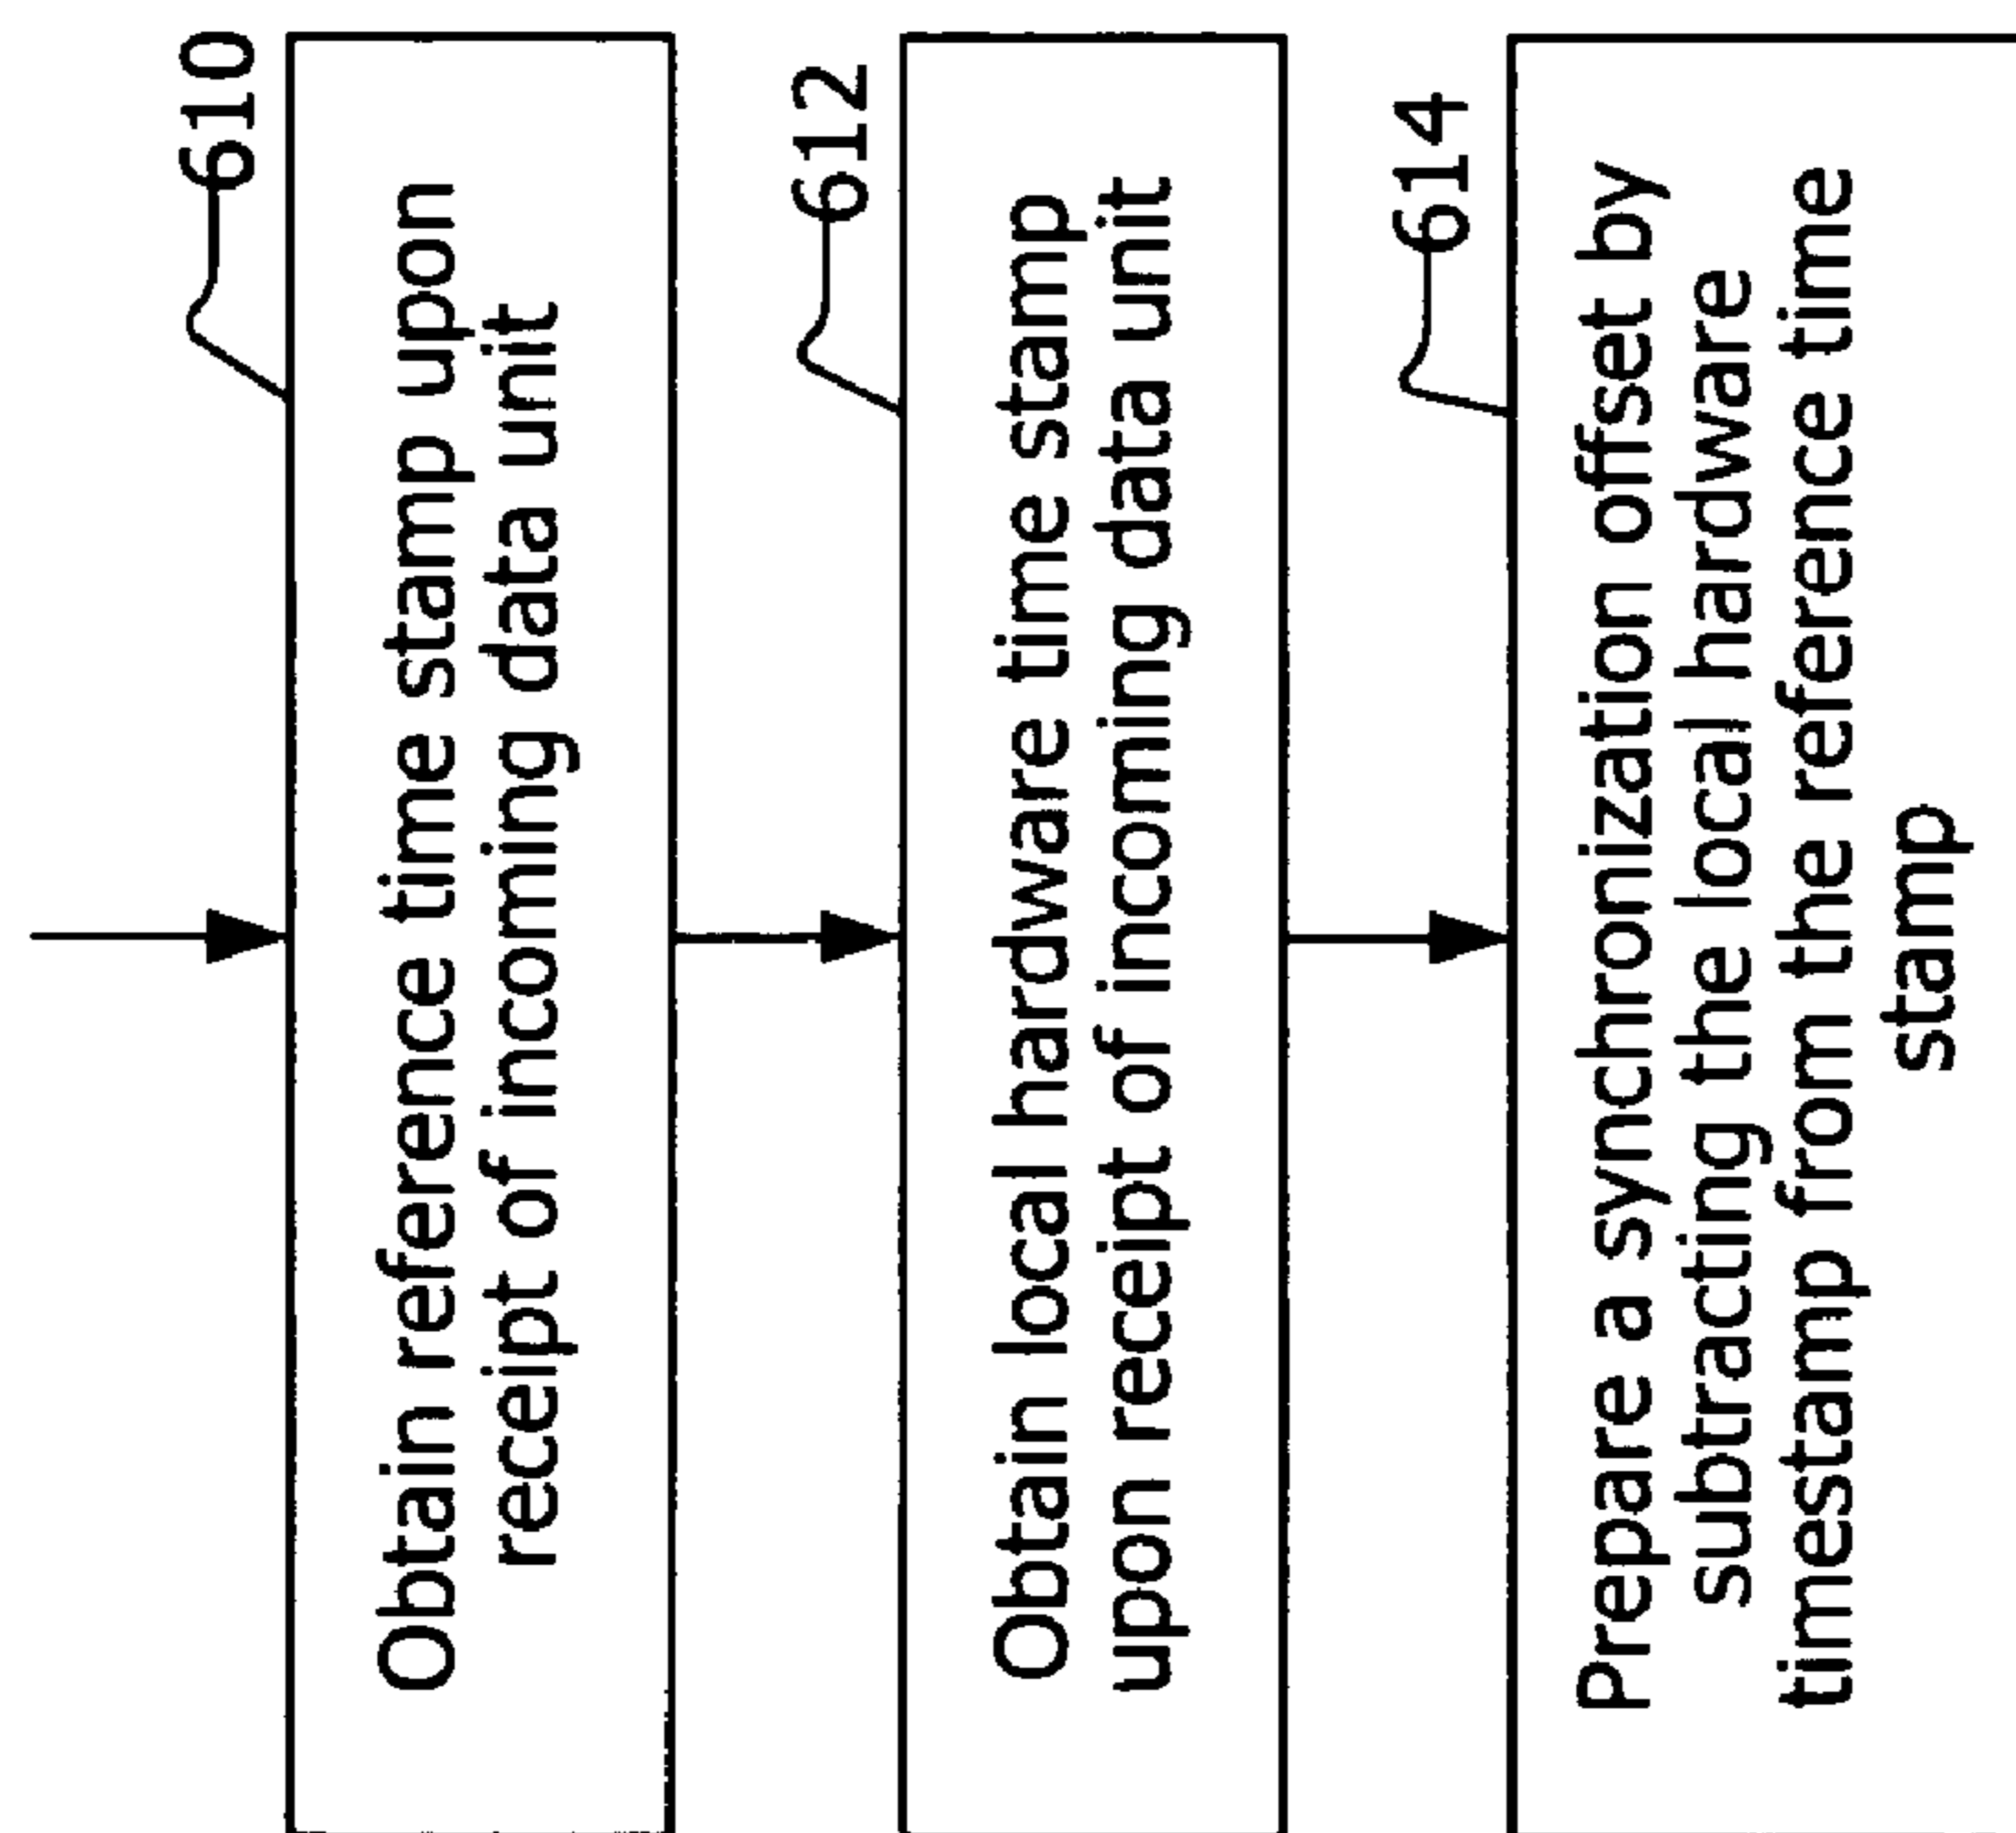 610
Obtain reference time stamp upon
receipt of incoming data unit
612
Obtain local hardware time stamp
upon receipt of incoming data unit
614
Prepare a synchronization offset by
subtracting the local hardware
timestamp from the reference time
stamp